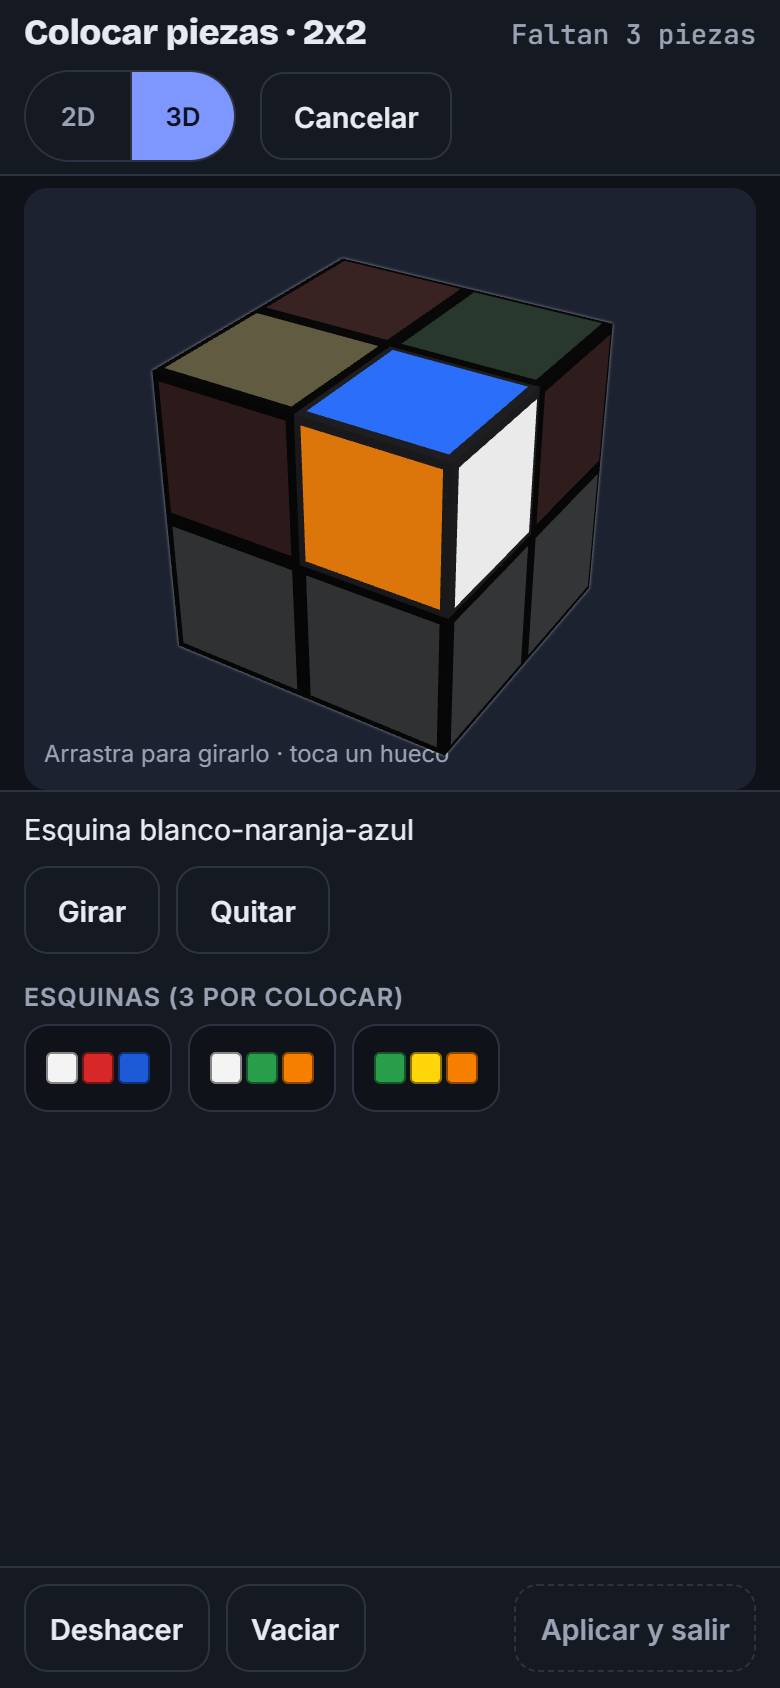 Colocar piezas · 2x2
Faltan 3 piezas
2D
3D
Cancelar
Arrastra para girarlo · toca un hueco
Esquina blanco-naranja-azul
Girar
Quitar
ESQUINAS (3 POR COLOCAR)
Deshacer
Vaciar
Aplicar y salir